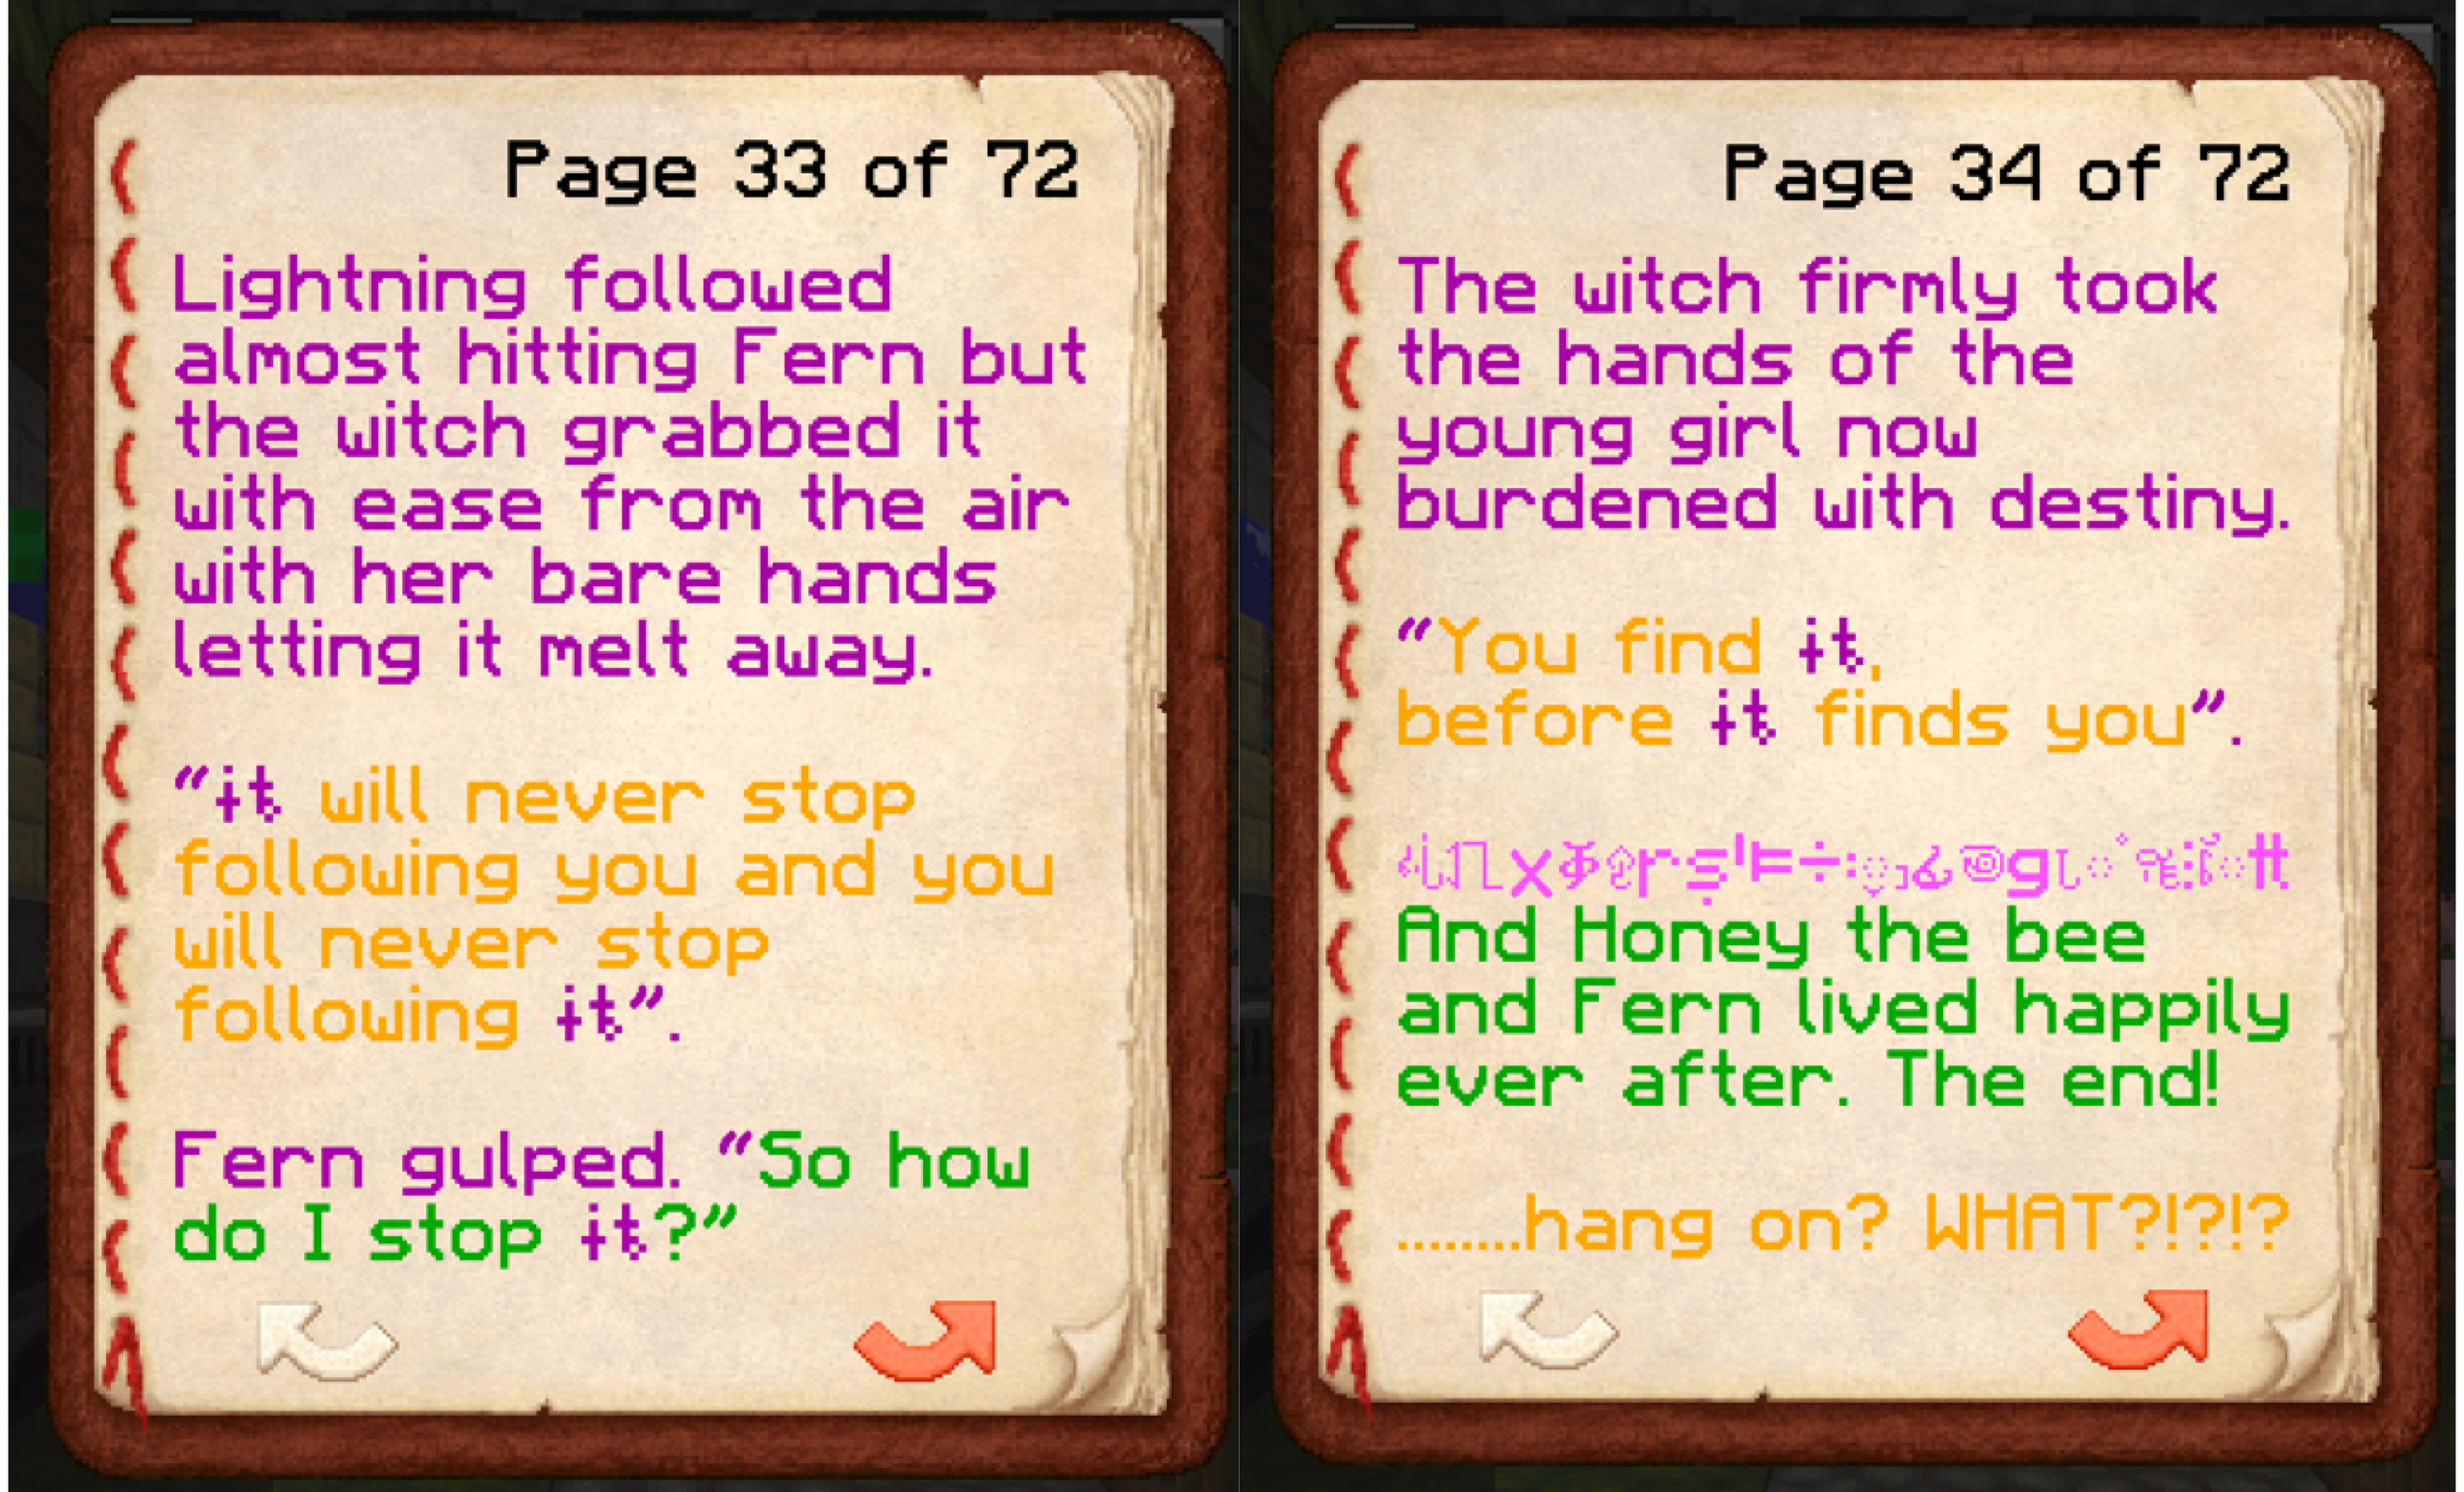 Page 33 of 72
Lightning followed
almost hitting Fern but
the witch grabbed it
with ease from the air
with her bare hands
letting it melt away.
"it will never stop
following you and you
will never stop
following it".
Fern gulped. "So how
do I stop it?"
Page 34 of 72
The witch firmly took
the hands of the
young girl now
burdened with destiny.
"You find it,
before it finds you".
And Honey the bee
and Fern lived happily
ever after. The end!
........hang on? WHAT?!?!?